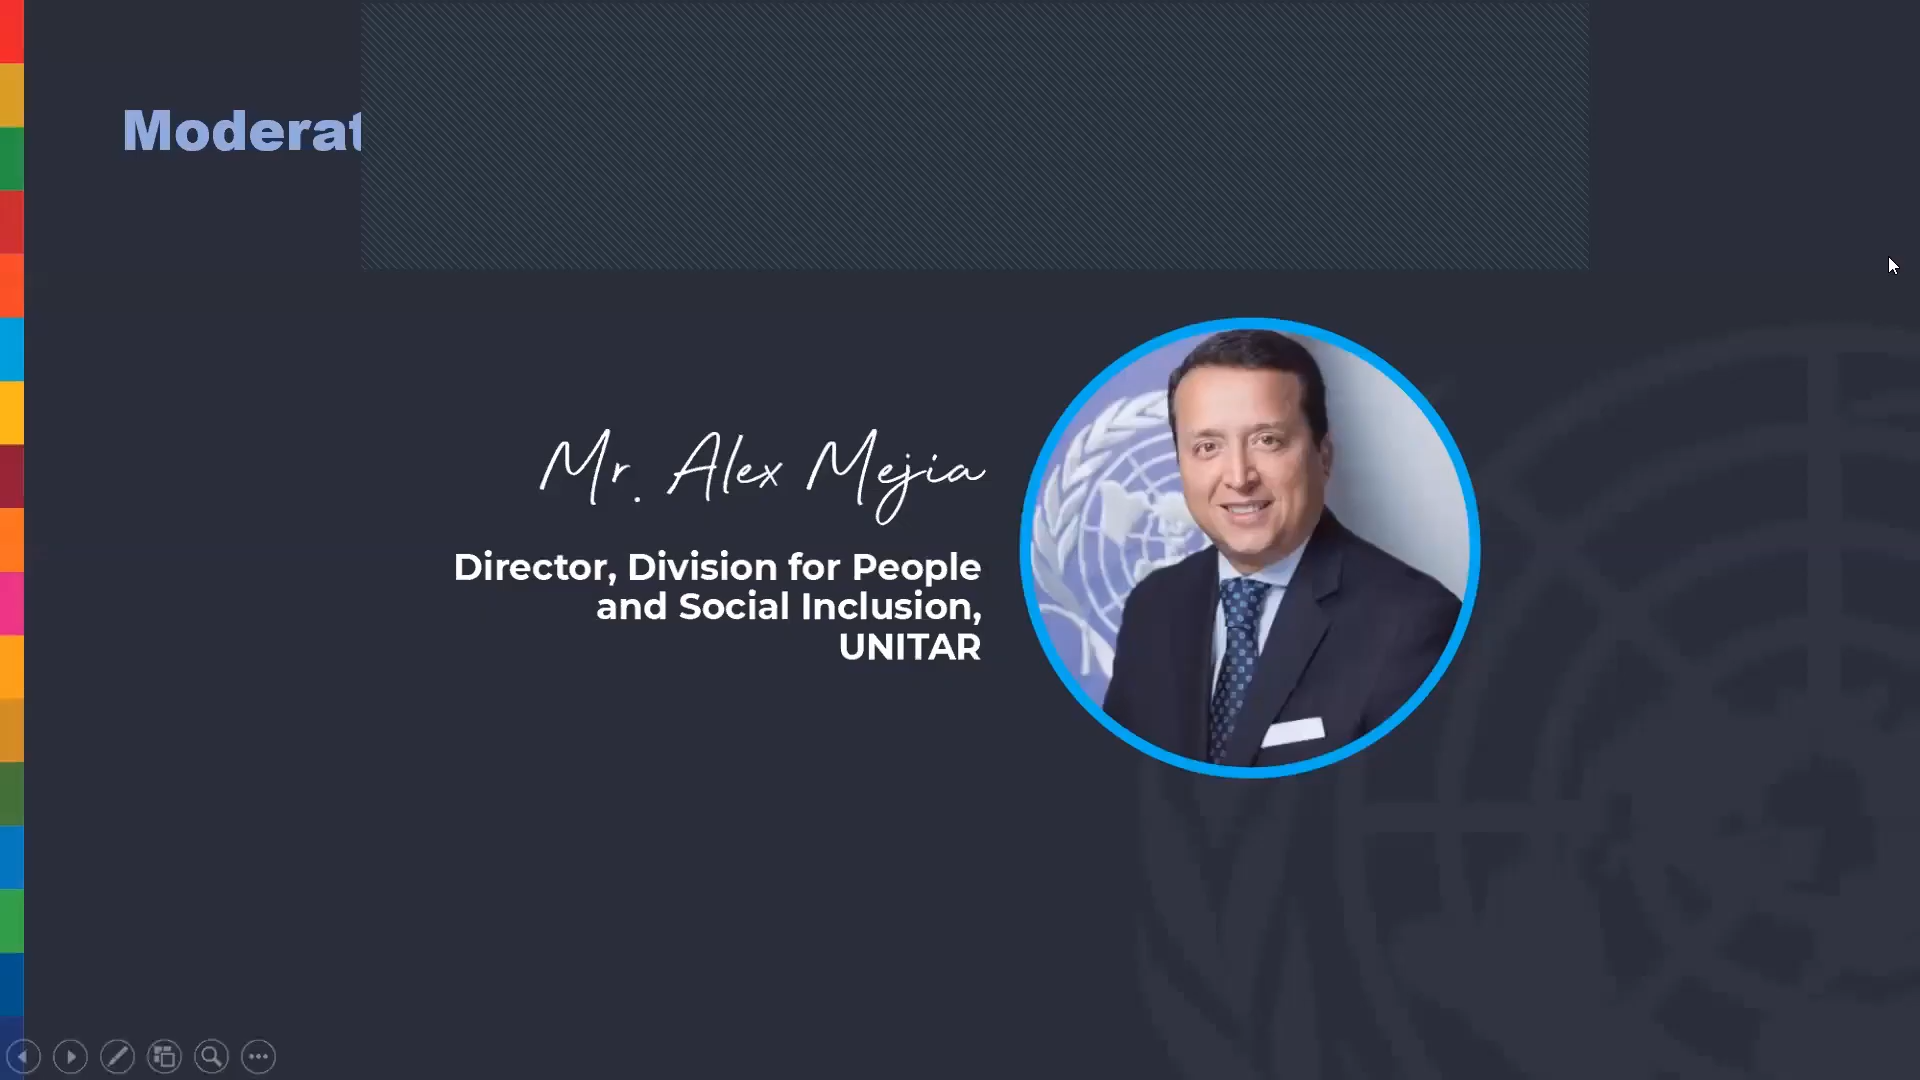 Moderat
Mr. Alex Mejia
Director, Division for People
and Social Inclusion,
UNITAR